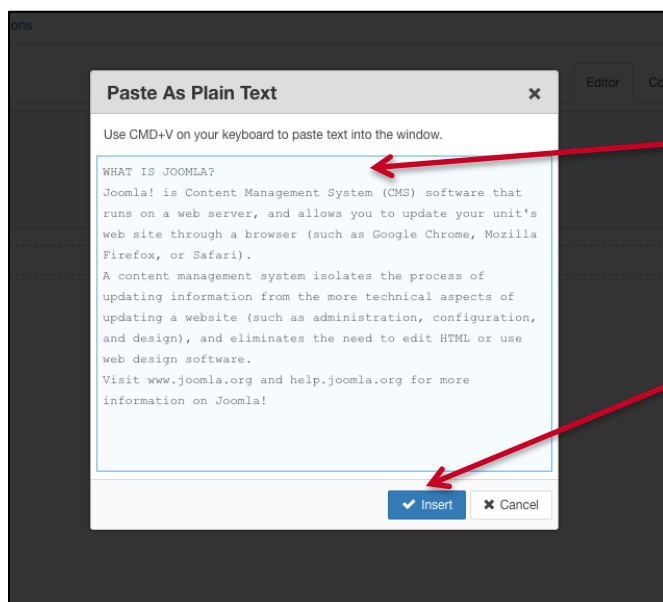 ons
Editor
Co
Paste As Plain Text
Use CMD+V on your keyboard to paste text into the window.
WHAT IS JOOMLA?
Joomla! is Content Management System (CMS) software that
runs on a web server, and allows you to update your unit's
web site through a browser (such as Google Chrome, Mozilla
Firefox, or Safari).
A content management system isolates the process of
updating information from the more technical aspects of
updating a website (such as administration, configuration,
and design), and eliminates the need to edit HTML or use
web design software.
Visit www.joomla.org and help.joomla.org for more
information on Joomla!
Insert
Cancel